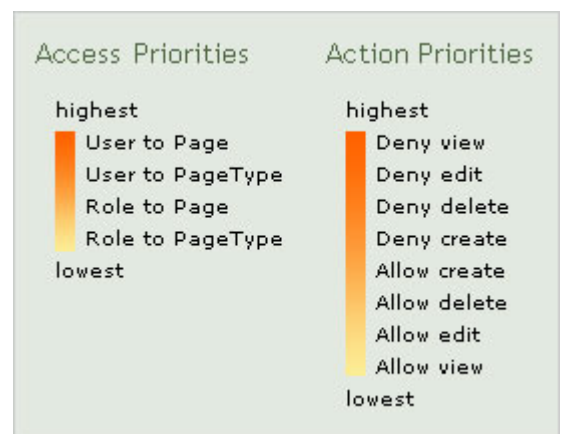 Access Priorities
highest
User to Page
User to PageType
Role to Page
Role to PageType
lowest
Action Priorities
highest
Deny view
Deny edit
Deny delete
Deny create
Allow create
Allow delete
Allow edit
Allow view
lowest